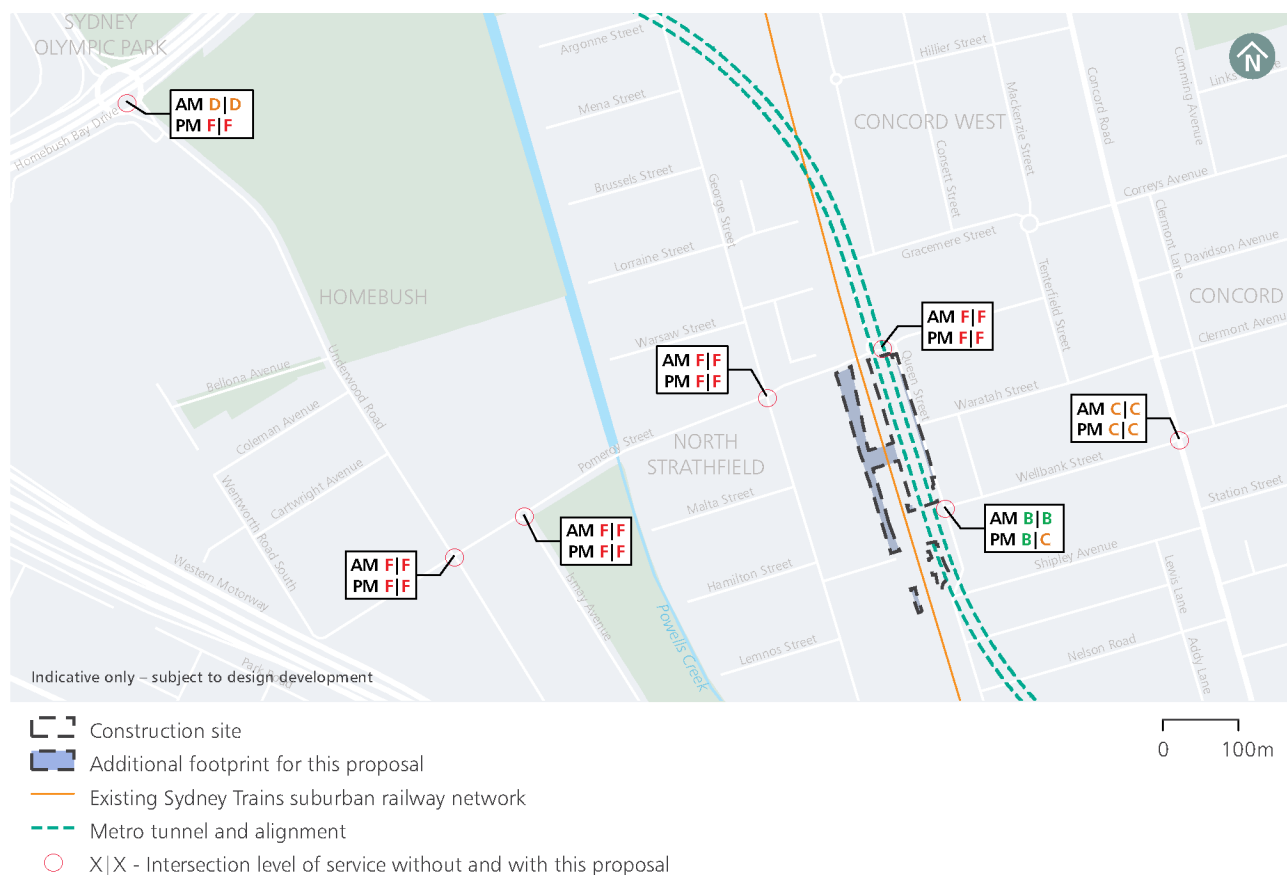 SYDNEY
OLYMPIC PARK
Argonne Street
Hillier Street
Cumming Avenue
Links
N
Concord Road
Mackenzie Street
AM D|D
PM F|F
Homebush Bay Drive
Mena Street
CONCORD WEST
Consett Street
Brussels Street
George Street
Correys Avenue
Clermont Lane
Gracemere Street
Davidson Avenue
Lorraine Street
Tenterfield Street
HOMEBUSH
CONCORD
AM F|F
PM F|F
Clermont Avenue
Warsaw Street
AM F|F
PM F|F
Queen Street
Underwood Road
Bellona Avenue
Waratah Street
AM C|C
PM C|C
Coleman Avenue
Pomeroy Street
NORTH
STRATHFIELD
Wellbank Street
Cartwright Avenue
Wentworth Road South
Malta Street
Station Street
AM F|F
PM F|F
AM B|B
PM B|C
AM F|F
PM F|F
Shipley Avenue
Western Motorway
Ismay Avenue
Hamilton Street
Lewis Lane
Powells Creek
Lemnos Street
Nelson Road
Addy Lane
Park Road
Indicative only – subject to design development
Construction site
Additional footprint for this proposal
Existing Sydney Trains suburban railway network
Metro tunnel and alignment
X|X - Intersection level of service without and with this proposal
0 100m